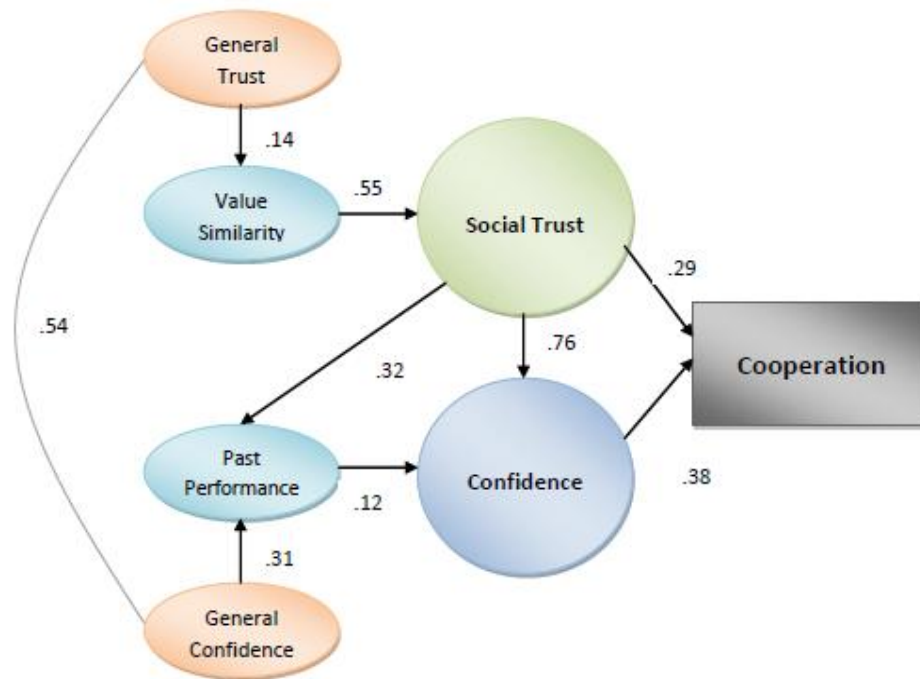 General
Trust
.14
Value
Similarity
.55
Social Trust
.29
.54
.32
.76
Cooperation
Past
Performance
.12
Confidence
.38
.31
General
Confidence